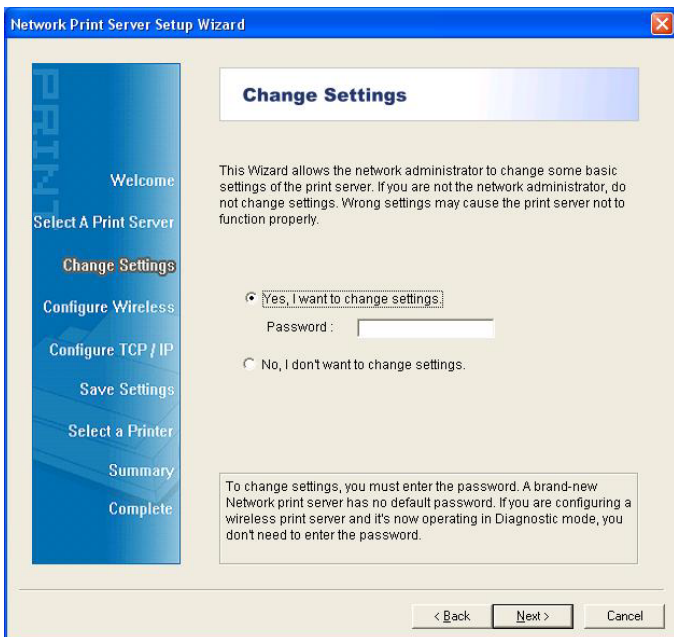 Network Print Server Setup Wizard
PRINT
Change Settings
Welcome
Select A Print Server
Change Settings
Configure Wireless
Configure TCP / IP
Save Settings
Select a Printer
Summary
Complete
This Wizard allows the network administrator to change some basic
settings of the print server. If you are not the network administrator, do
not change settings. Wrong settings may cause the print server not to
function properly.
Yes, I want to change settings.
Password :
No, I don't want to change settings.
To change settings, you must enter the password. A brand-new
Network print server has no default password. If you are configuring a
wireless print server and it's now operating in Diagnostic mode, you
don't need to enter the password.
< Back
Next >
Cancel